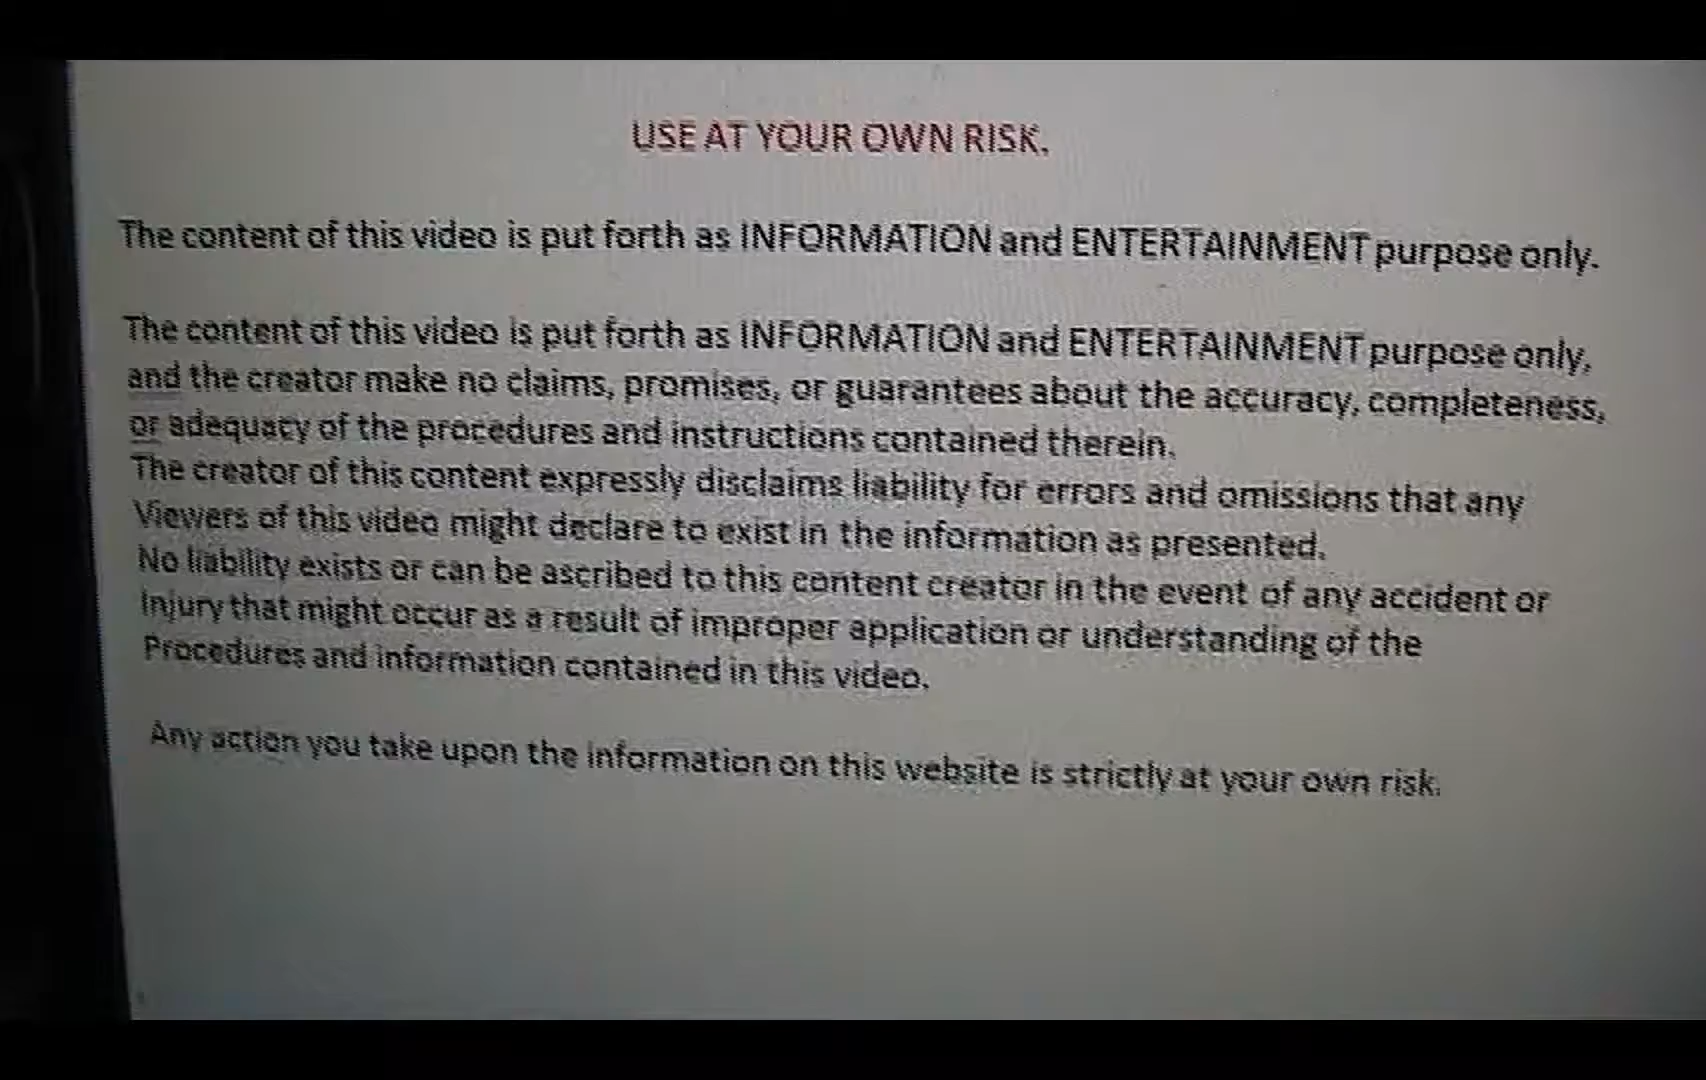 USE AT YOUR OWN RISK.
The content of this video is put forth as INFORMATION and ENTERTAINMENT purpose only.
The content of this video is put forth as INFORMATION and ENTERTAINMENT purpose only,
and the creator make no claims, promises, or guarantees about the accuracy, completeness,
or adequacy of the procedures and instructions contained therein.
The creator of this content expressly disclaims liability for errors and omissions that any
Viewers of this video might declare to exist in the information as presented.
No liability exists or can be ascribed to this content creator in the event of any accident or
Injury that might occur as a result of improper application or understanding of the
Procedures and information contained in this video.
Any action you take upon the information on this website is strictly at your own risk.